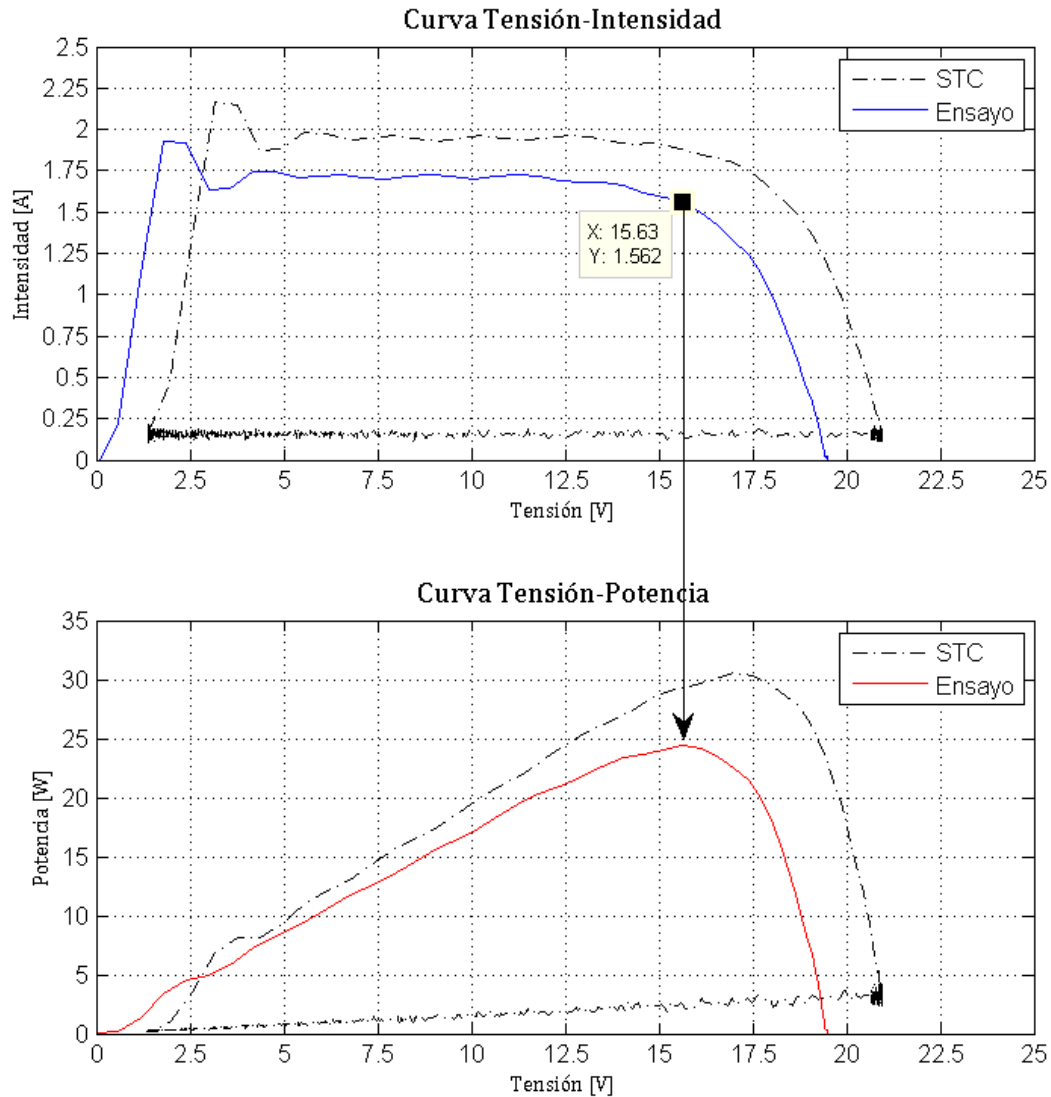 Curva Tensión-Intensidad
2.5
2.25
2
1.75
1.5
1.25
1
0.75
0.5
0.25
0
Intensidad [A]
STC
Ensayo
X: 15.63
Y: 1.562
0 2.5 5 7.5 10 12.5 15 17.5 20 22.5 25
Tensión [V]
Curva Tensión-Potencia
35
30
25
20
15
10
5
0
Potencia [W]
STC
Ensayo
0 2.5 5 7.5 10 12.5 15 17.5 20 22.5 25
Tensión [V]